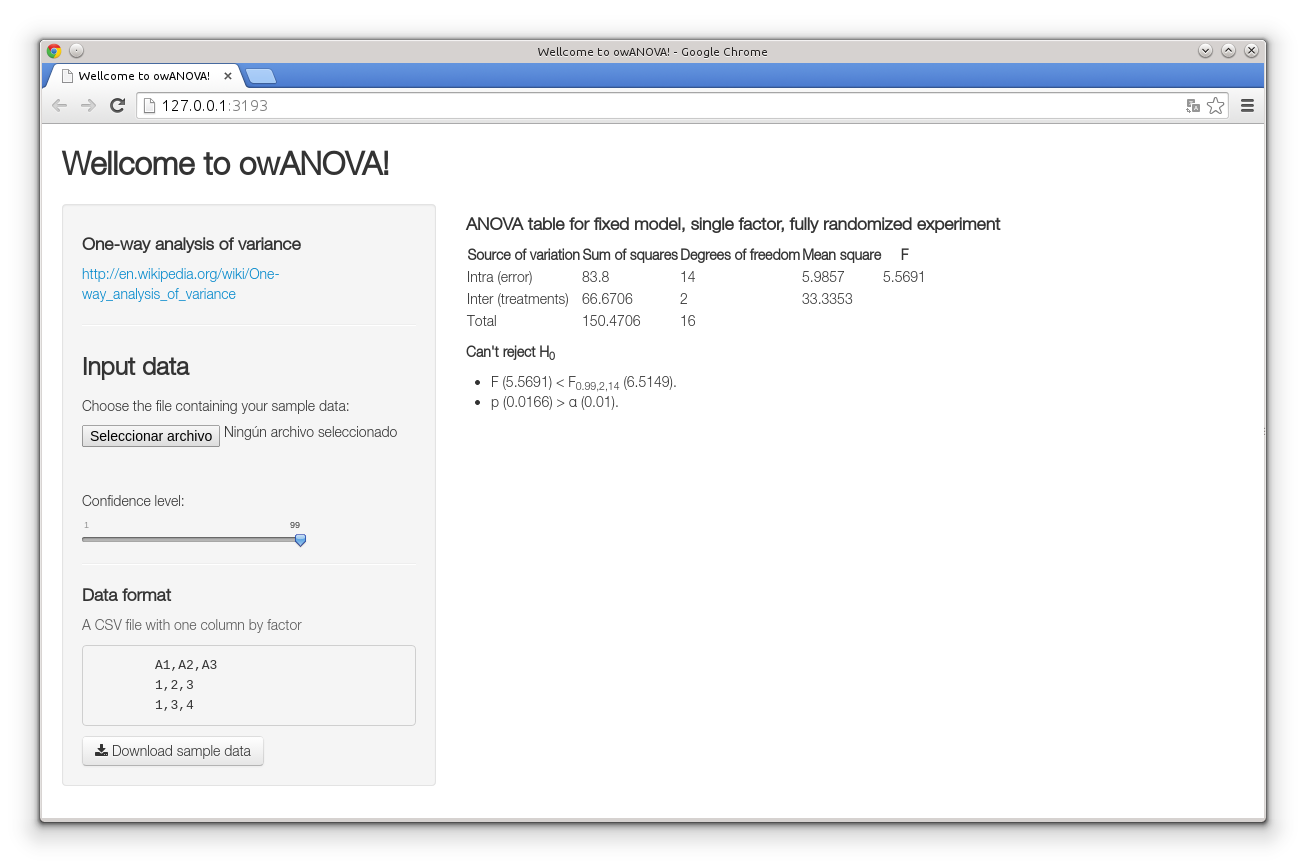 Wellcome to owANOVA! - Google Chrome
Wellcome to owANOVA!
127.0.0.1:3193
Wellcome to owANOVA!
One-way analysis of variance
http://en.wikipedia.org/wiki/One-
way_analysis_of_variance
Input data
Choose the file containing your sample data:
Seleccionar archivo Ningún archivo seleccionado
Confidence level:
1 99
Data format
A CSV file with one column by factor
A1,A2,A3
1,2,3
1,3,4
Download sample data
ANOVA table for fixed model, single factor, fully randomized experiment
Source of variation Sum of squares Degrees of freedom Mean square F
Intra (error) 83.8 14 5.9857 5.5691
Inter (treatments) 66.6706 2 33.3353
Total 150.4706 16
Can't reject H0
F (5.5691) < F0.99,2,14 (6.5149).
p (0.0166) > α (0.01).